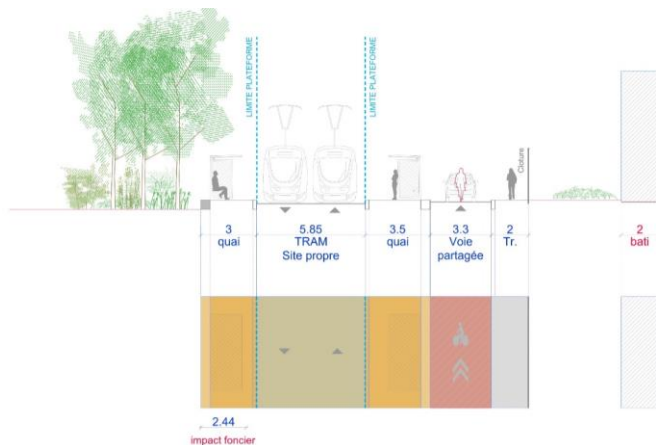 LIMITE PLATEFORME
LIMITE PLATEFORME
Cloture
3
quai
5.85
TRAM
Site propre
3.5
quai
3.3
Voie
partagée
2
Tr.
2
bati
2.44
impact foncier